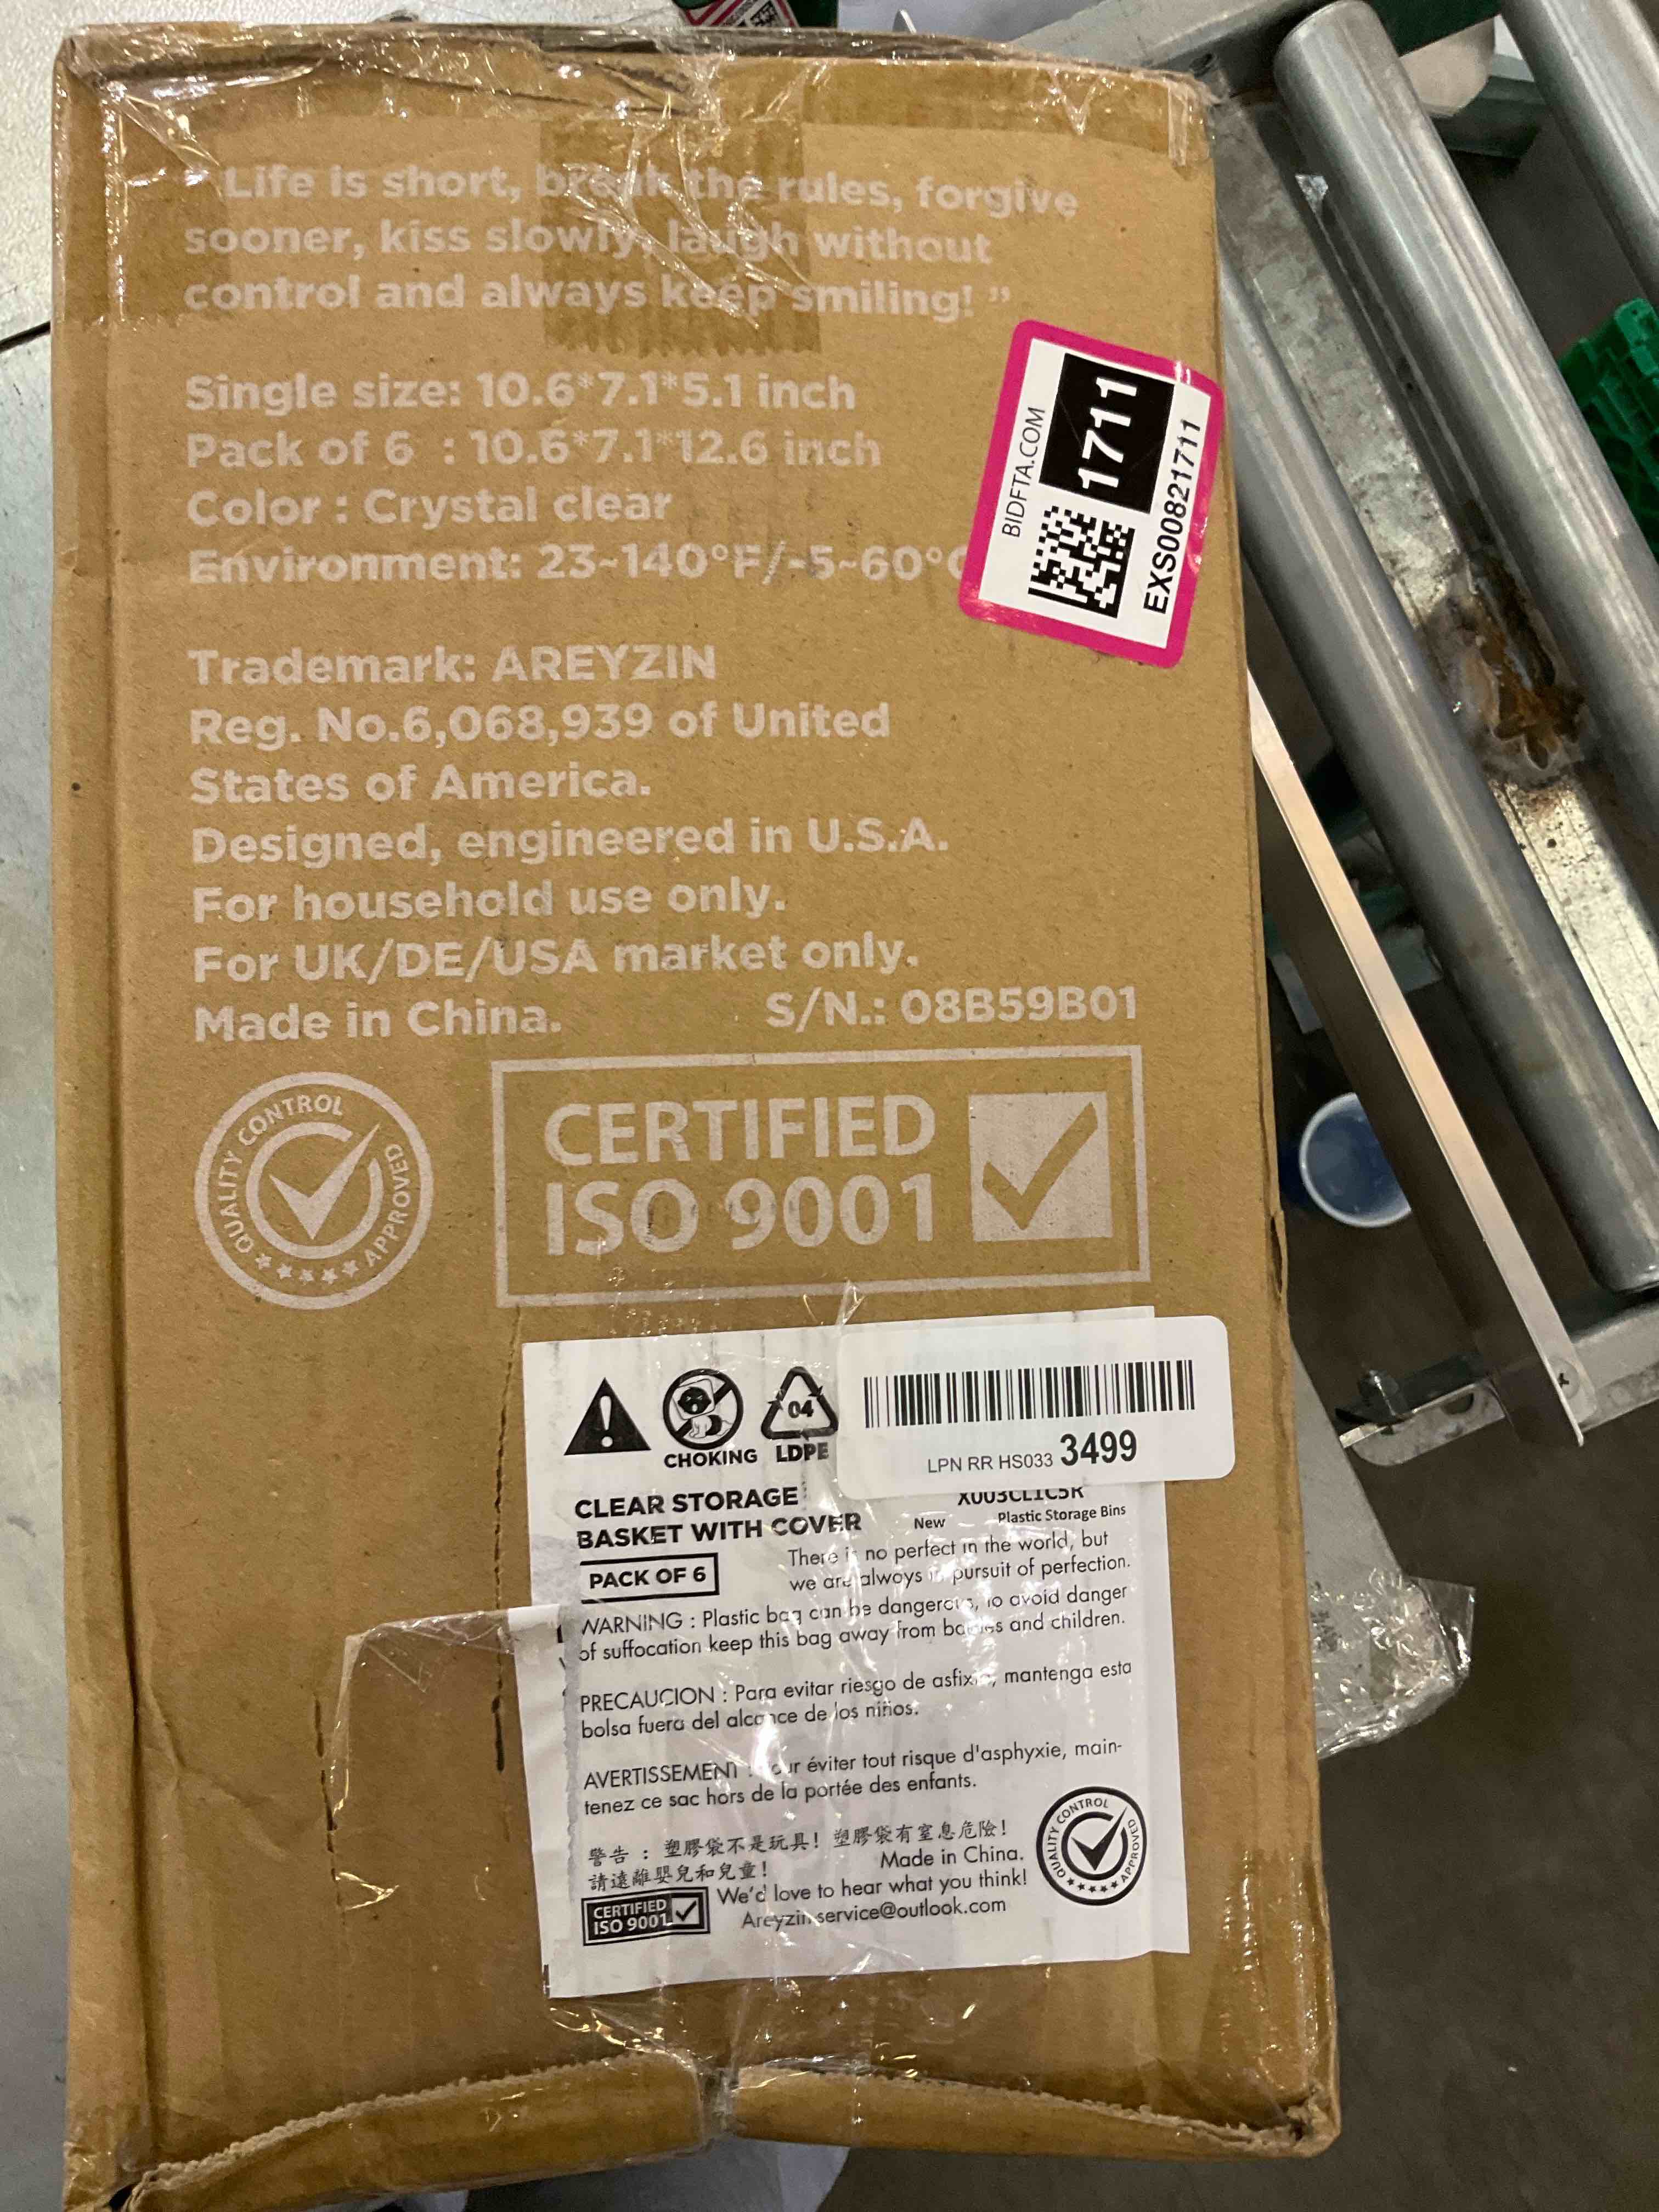 “Life is short, break the rules, forgive
sooner, kiss slowly, laugh without
control and always keep smiling! ”
Single size: 10.6*7.1*5.1 inch
Pack of 6 : 10.6*7.1*12.6 inch
Color : Crystal clear
Environment: 23~140°F/-5~60°C
BIDFTA.COM
1711
EXS00821711
Trademark: AREYZIN
Reg. No.6,068,939 of United
States of America.
Designed, engineered in U.S.A.
For household use only.
For UK/DE/USA market only.
Made in China. S/N.: 08B59B01
QUALITY CONTROL
APPROVED
CERTIFIED
ISO 9001
04
CHOKING LDPE
LPN RR HS033 3499
CLEAR STORAGE
BASKET WITH COVER
PACK OF 6
X003CL1C5R
New Plastic Storage Bins
There is no perfect in the world, but
we are always in pursuit of perfection.
WARNING : Plastic bag can be dangerous, to avoid danger
of suffocation keep this bag away from babies and children.
PRECAUCION : Para evitar riesgo de asfixia, mantenga esta
bolsa fuera del alcance de los niños.
AVERTISSEMENT : Pour éviter tout risque d'asphyxie, main-
tenez ce sac hors de la portée des enfants.
警告 : 塑膠袋不是玩具! 塑膠袋有窒息危險!
請遠離嬰兒和兒童!
Made in China.
We'd love to hear what you think!
Areyzin.service@outlook.com
CERTIFIED
ISO 9001
QUALITY CONTROL
APPROVED